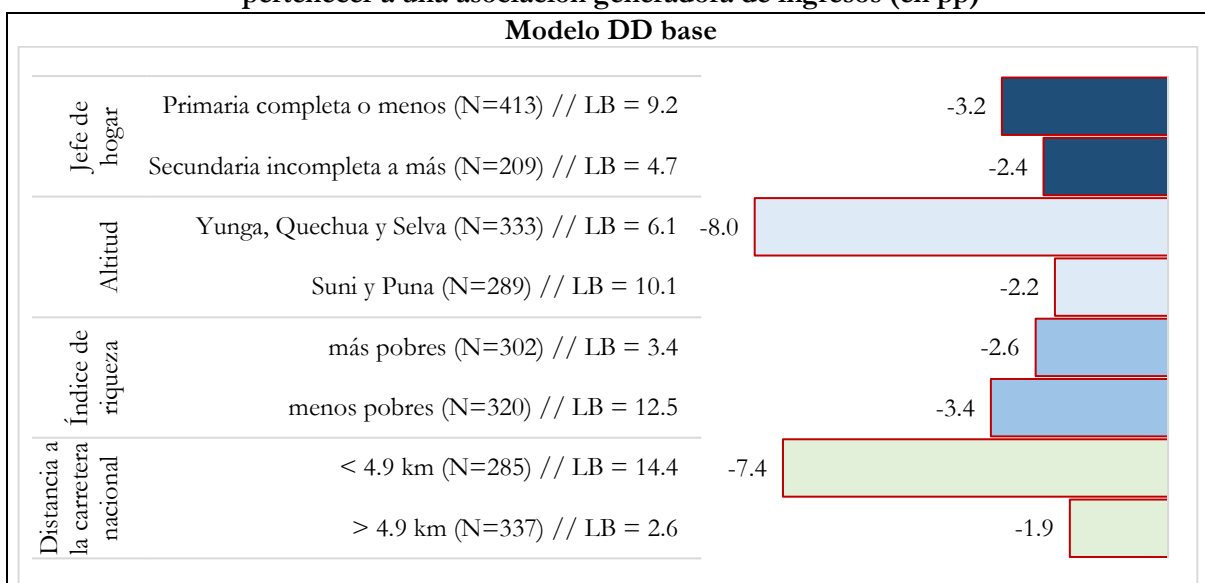 pertenecer a una asociación generadora de ingresos (en pp)
Modelo DD base
Jefe de
hogar
Primaria completa o menos (N=413) // LB = 9.2
-3.2
Secundaria incompleta a más (N=209) // LB = 4.7
-2.4
Altitud
Yunga, Quechua y Selva (N=333) // LB = 6.1
-8.0
Suni y Puna (N=289) // LB = 10.1
-2.2
Índice de
riqueza
más pobres (N=302) // LB = 3.4
-2.6
menos pobres (N=320) // LB = 12.5
-3.4
Distancia a
la carretera
nacional
< 4.9 km (N=285) // LB = 14.4
-7.4
> 4.9 km (N=337) // LB = 2.6
-1.9